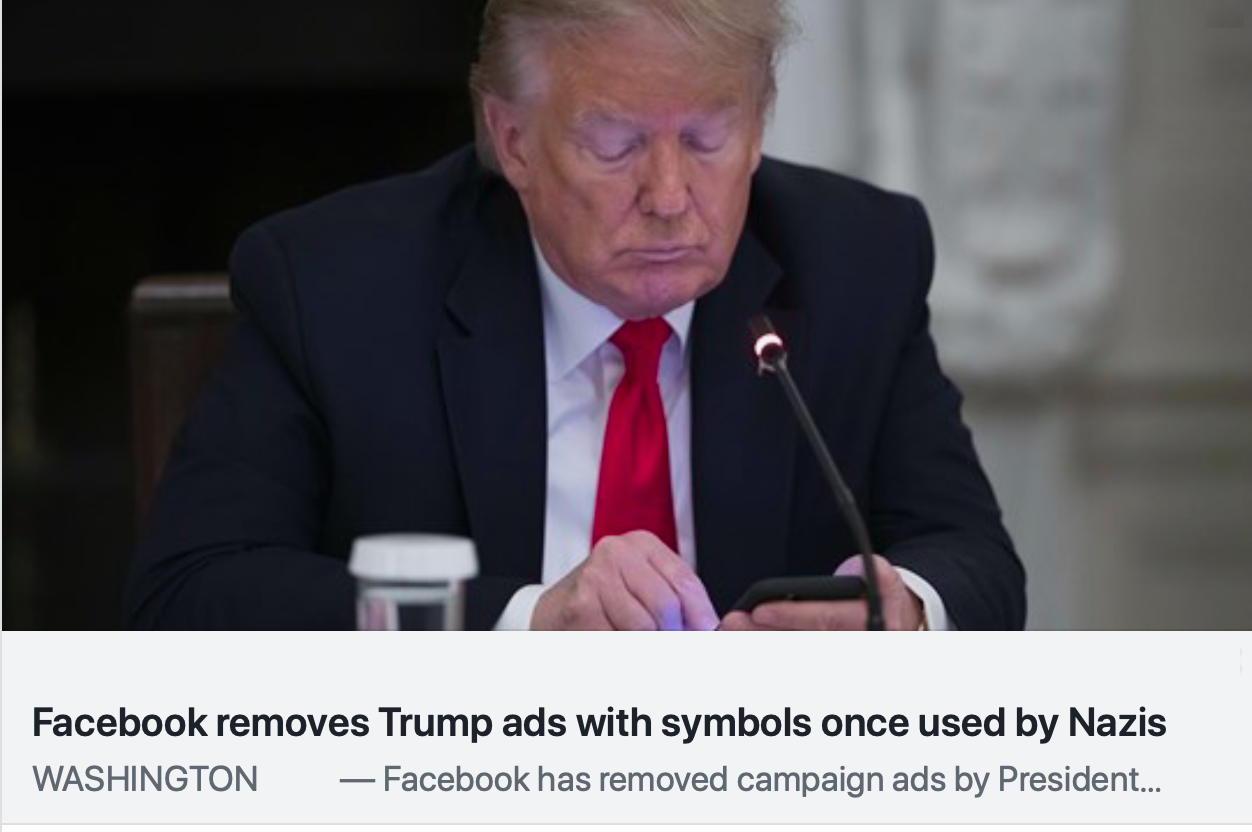 Facebook removes Trump ads with symbols once used by Nazis
WASHINGTON — Facebook has removed campaign ads by President...